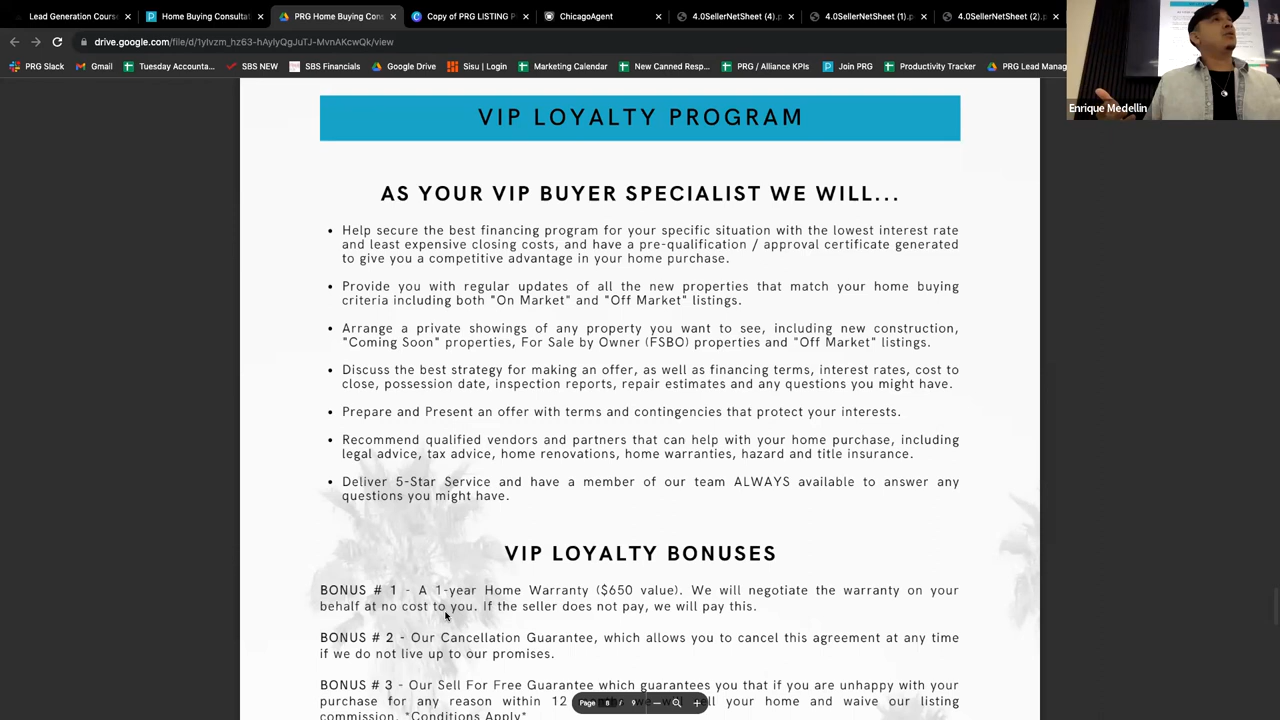 Lead Generation Course
Home Buying Consultat
PRG Home Buying Cons
Copy of PRG LISTING P
ChicagoAgent
4.0SellerNetSheet (4).p
4.0SellerNetSheet (1).p
4.0SellerNetSheet (2).p
drive.google.com/file/d/1yIvzm_hz63-hAyIyQgJuTJ-MvnAKcwQk/view
PRG Slack
Gmail
Tuesday Accounta...
SBS NEW
SBS Financials
Google Drive
Sisu | Login
Marketing Calendar
New Canned Resp...
PRG / Alliance KPIs
Join PRG
Productivity Tracker
PRG Lead Manag
Enrique Medellin
VIP LOYALTY PROGRAM
AS YOUR VIP BUYER SPECIALIST WE WILL...
• Help secure the best financing program for your specific situation with the lowest interest rate
and least expensive closing costs, and have a pre-qualification / approval certificate generated
to give you a competitive advantage in your home purchase.
• Provide you with regular updates of all the new properties that match your home buying
criteria including both "On Market" and "Off Market" listings.
• Arrange a private showings of any property you want to see, including new construction,
"Coming Soon" properties, For Sale by Owner (FSBO) properties and "Off Market" listings.
• Discuss the best strategy for making an offer, as well as financing terms, interest rates, cost to
close, possession date, inspection reports, repair estimates and any questions you might have.
• Prepare and Present an offer with terms and contingencies that protect your interests.
• Recommend qualified vendors and partners that can help with your home purchase, including
legal advice, tax advice, home renovations, home warranties, hazard and title insurance.
• Deliver 5-Star Service and have a member of our team ALWAYS available to answer any
questions you might have.
VIP LOYALTY BONUSES
BONUS # 1 - A 1-year Home Warranty ($650 value). We will negotiate the warranty on your
behalf at no cost to you. If the seller does not pay, we will pay this.
BONUS # 2 - Our Cancellation Guarantee, which allows you to cancel this agreement at any time
if we do not live up to our promises.
BONUS # 3 - Our Sell For Free Guarantee which guarantees you that if you are unhappy with your
purchase for any reason within 12 your home and waive our listing
commission. *Conditions Apply*
Page 8 / 9